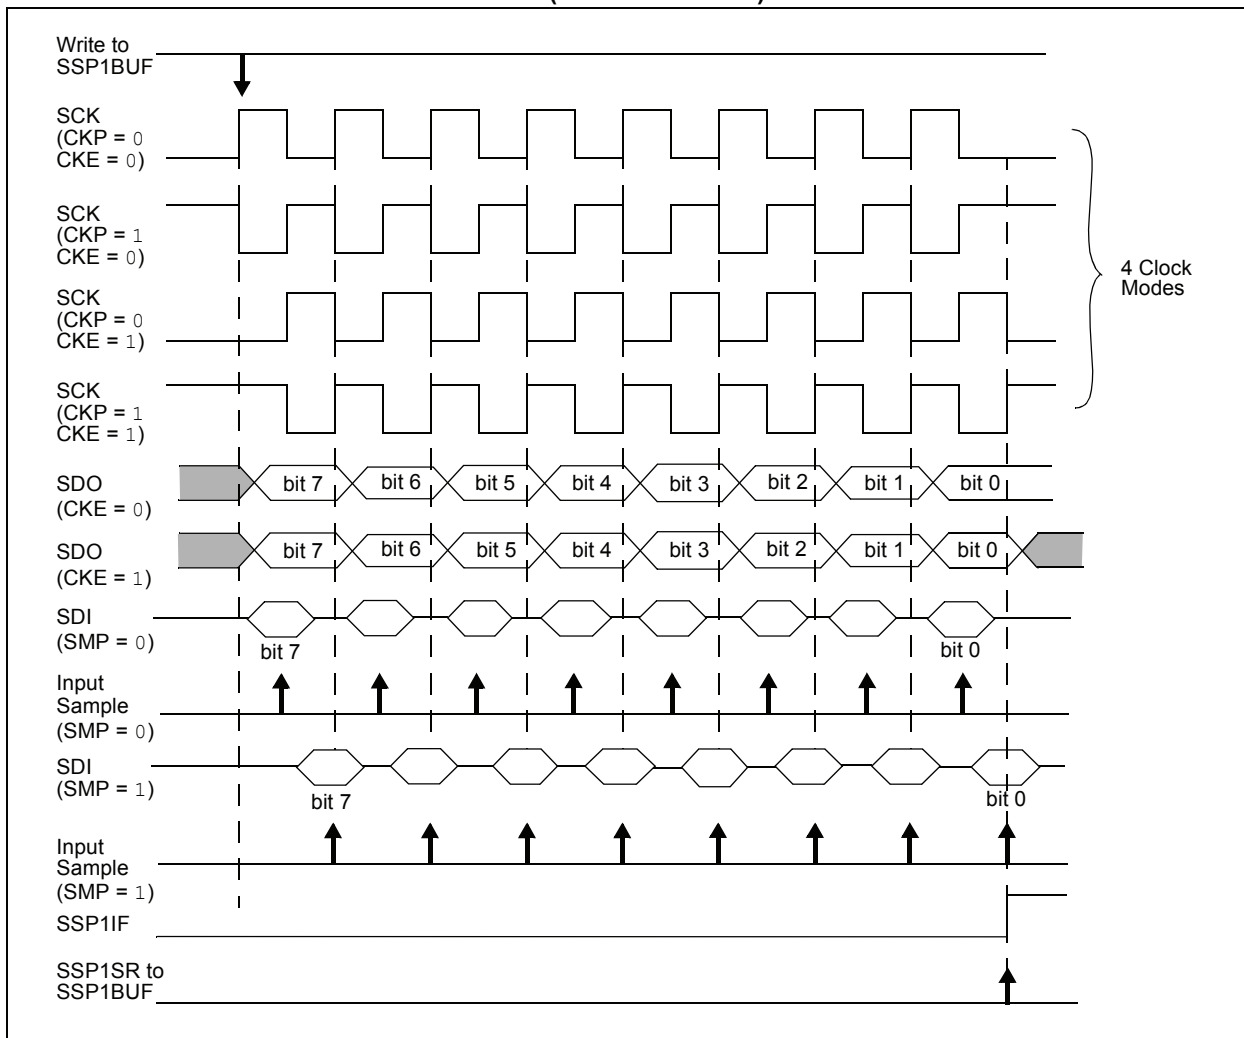 Write to
SSP1BUF
SCK
(CKP = 0
CKE = 0)
SCK
(CKP = 1
CKE = 0)
SCK
(CKP = 0
CKE = 1)
SCK
(CKP = 1
CKE = 1)
4 Clock
Modes
SDO
(CKE = 0)
bit 7 bit 6 bit 5 bit 4 bit 3 bit 2 bit 1 bit 0
SDO
(CKE = 1)
bit 7 bit 6 bit 5 bit 4 bit 3 bit 2 bit 1 bit 0
SDI
(SMP = 0)
bit 7 bit 0
Input
Sample
(SMP = 0)
SDI
(SMP = 1)
bit 7 bit 0
Input
Sample
(SMP = 1)
SSP1IF
SSP1SR to
SSP1BUF